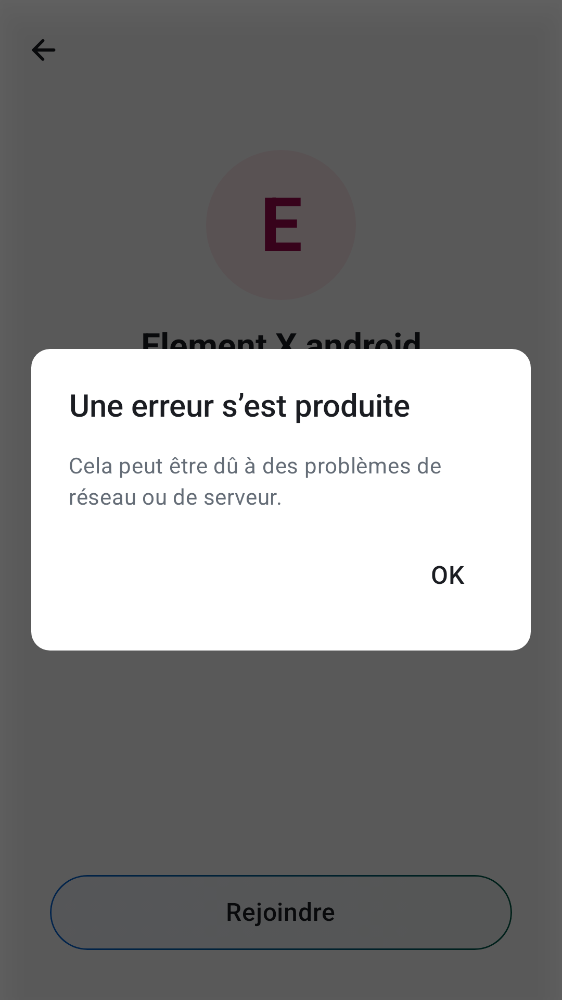 E
Element X android
Une erreur s’est produite
Cela peut être dû à des problèmes de
réseau ou de serveur.
OK
Rejoindre